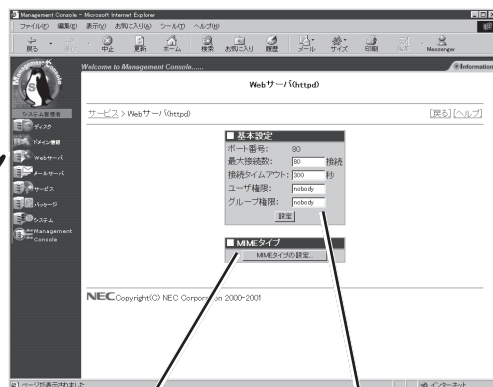 Management Console - Microsoft Internet Explorer
ファイル(F) 編集(E) 表示(V) お気に入り(A) ツール(T) ヘルプ(H)
戻る 中止 更新 ホーム 検索 お気に入り 履歴 メール サイズ 印刷 Messenger
Management Console
Welcome to Management Console......
Information
Webサーバ(httpd)
サービス > Webサーバ(httpd)
[戻る] [ヘルプ]
システム管理者
ディスク
ドメイン情報
Webサーバ
メールサーバ
サービス
パッケージ
システム
Management Console
■ 基本設定
ポート番号: 80
最大接続数: 80 接続
接続タイムアウト: 300 秒
ユーザ権限: nobody
グループ権限: nobody
設定
■ MIMEタイプ
MIMEタイプの設定...
NEC Copyright(C) NEC Corporation 2000-2001
ページが表示されました
インターネット